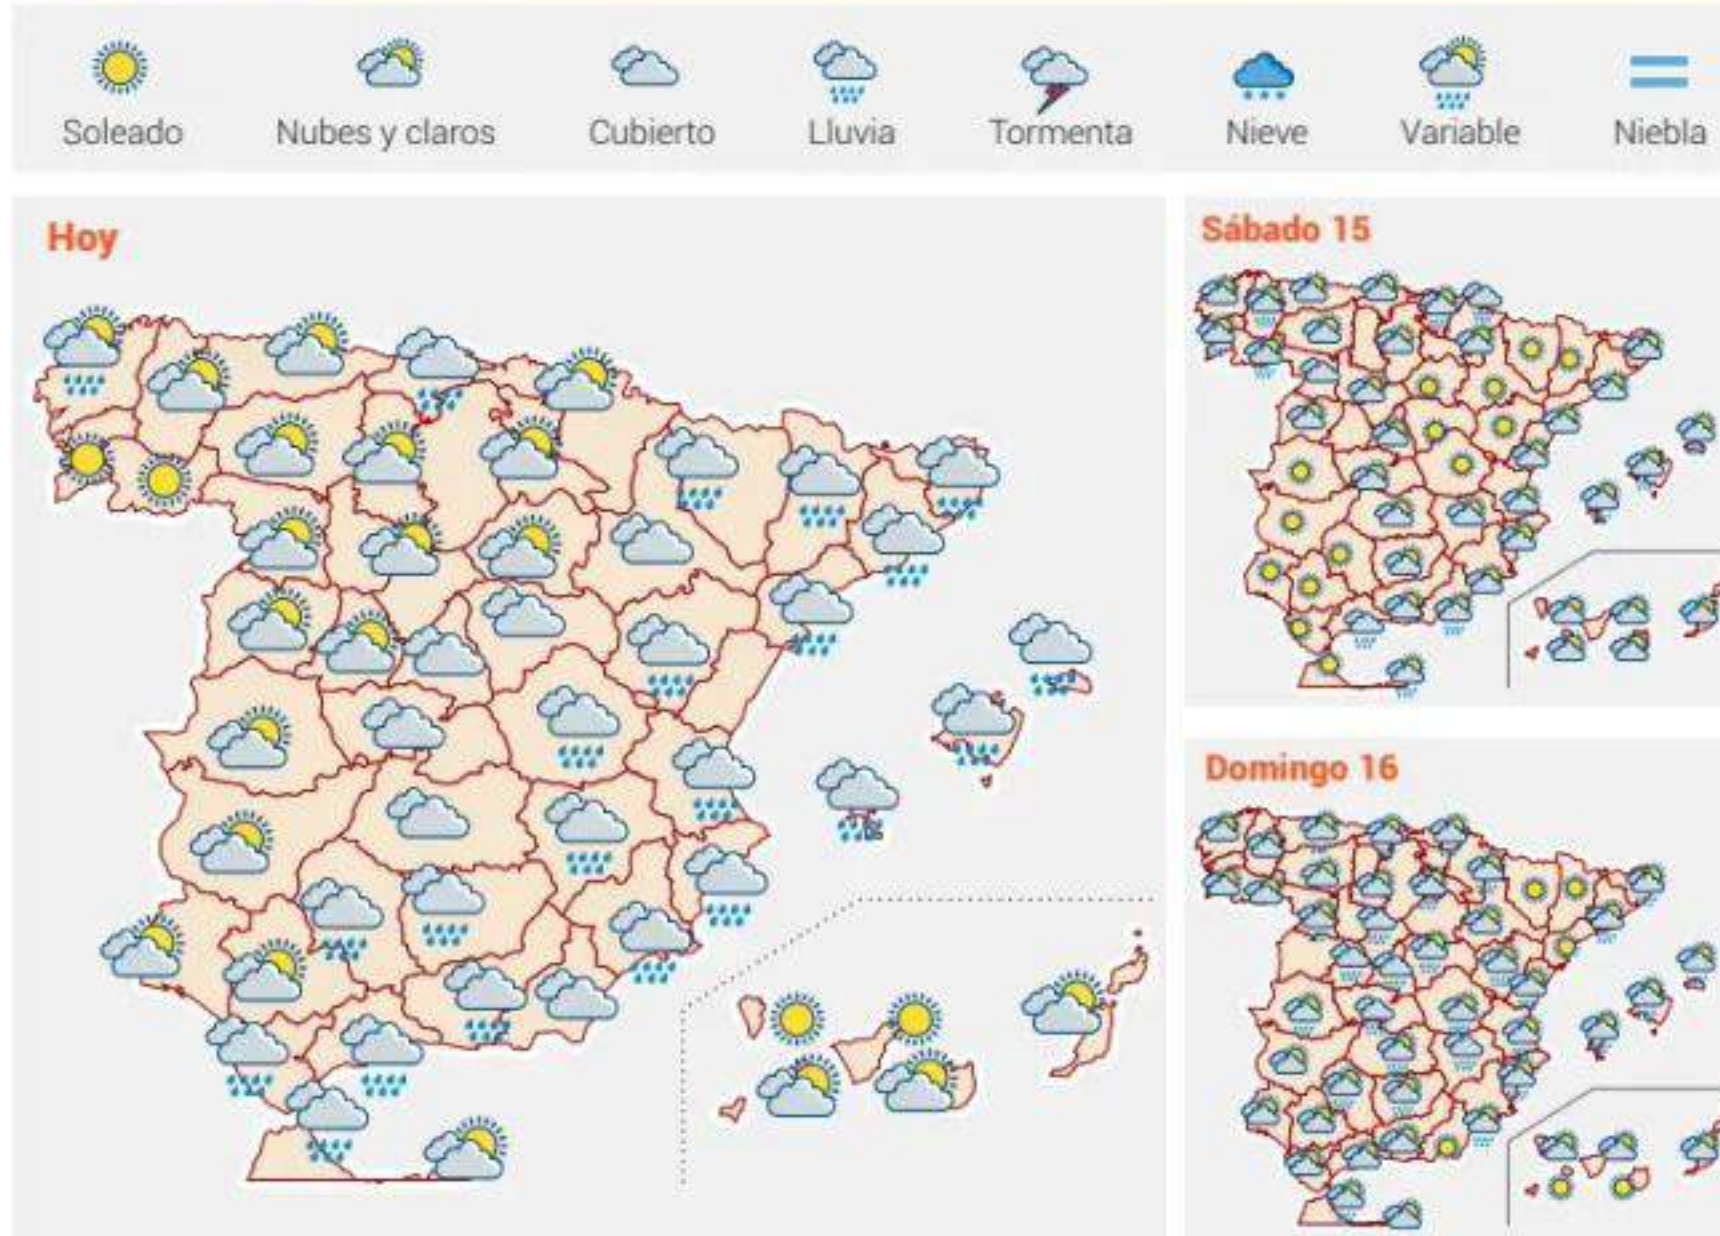 Soleado
Nubes y claros
Cubierto
Lluvia
Tormenta
Nieve
Variable
Niebla
Hoy
Sábado 15
Domingo 16